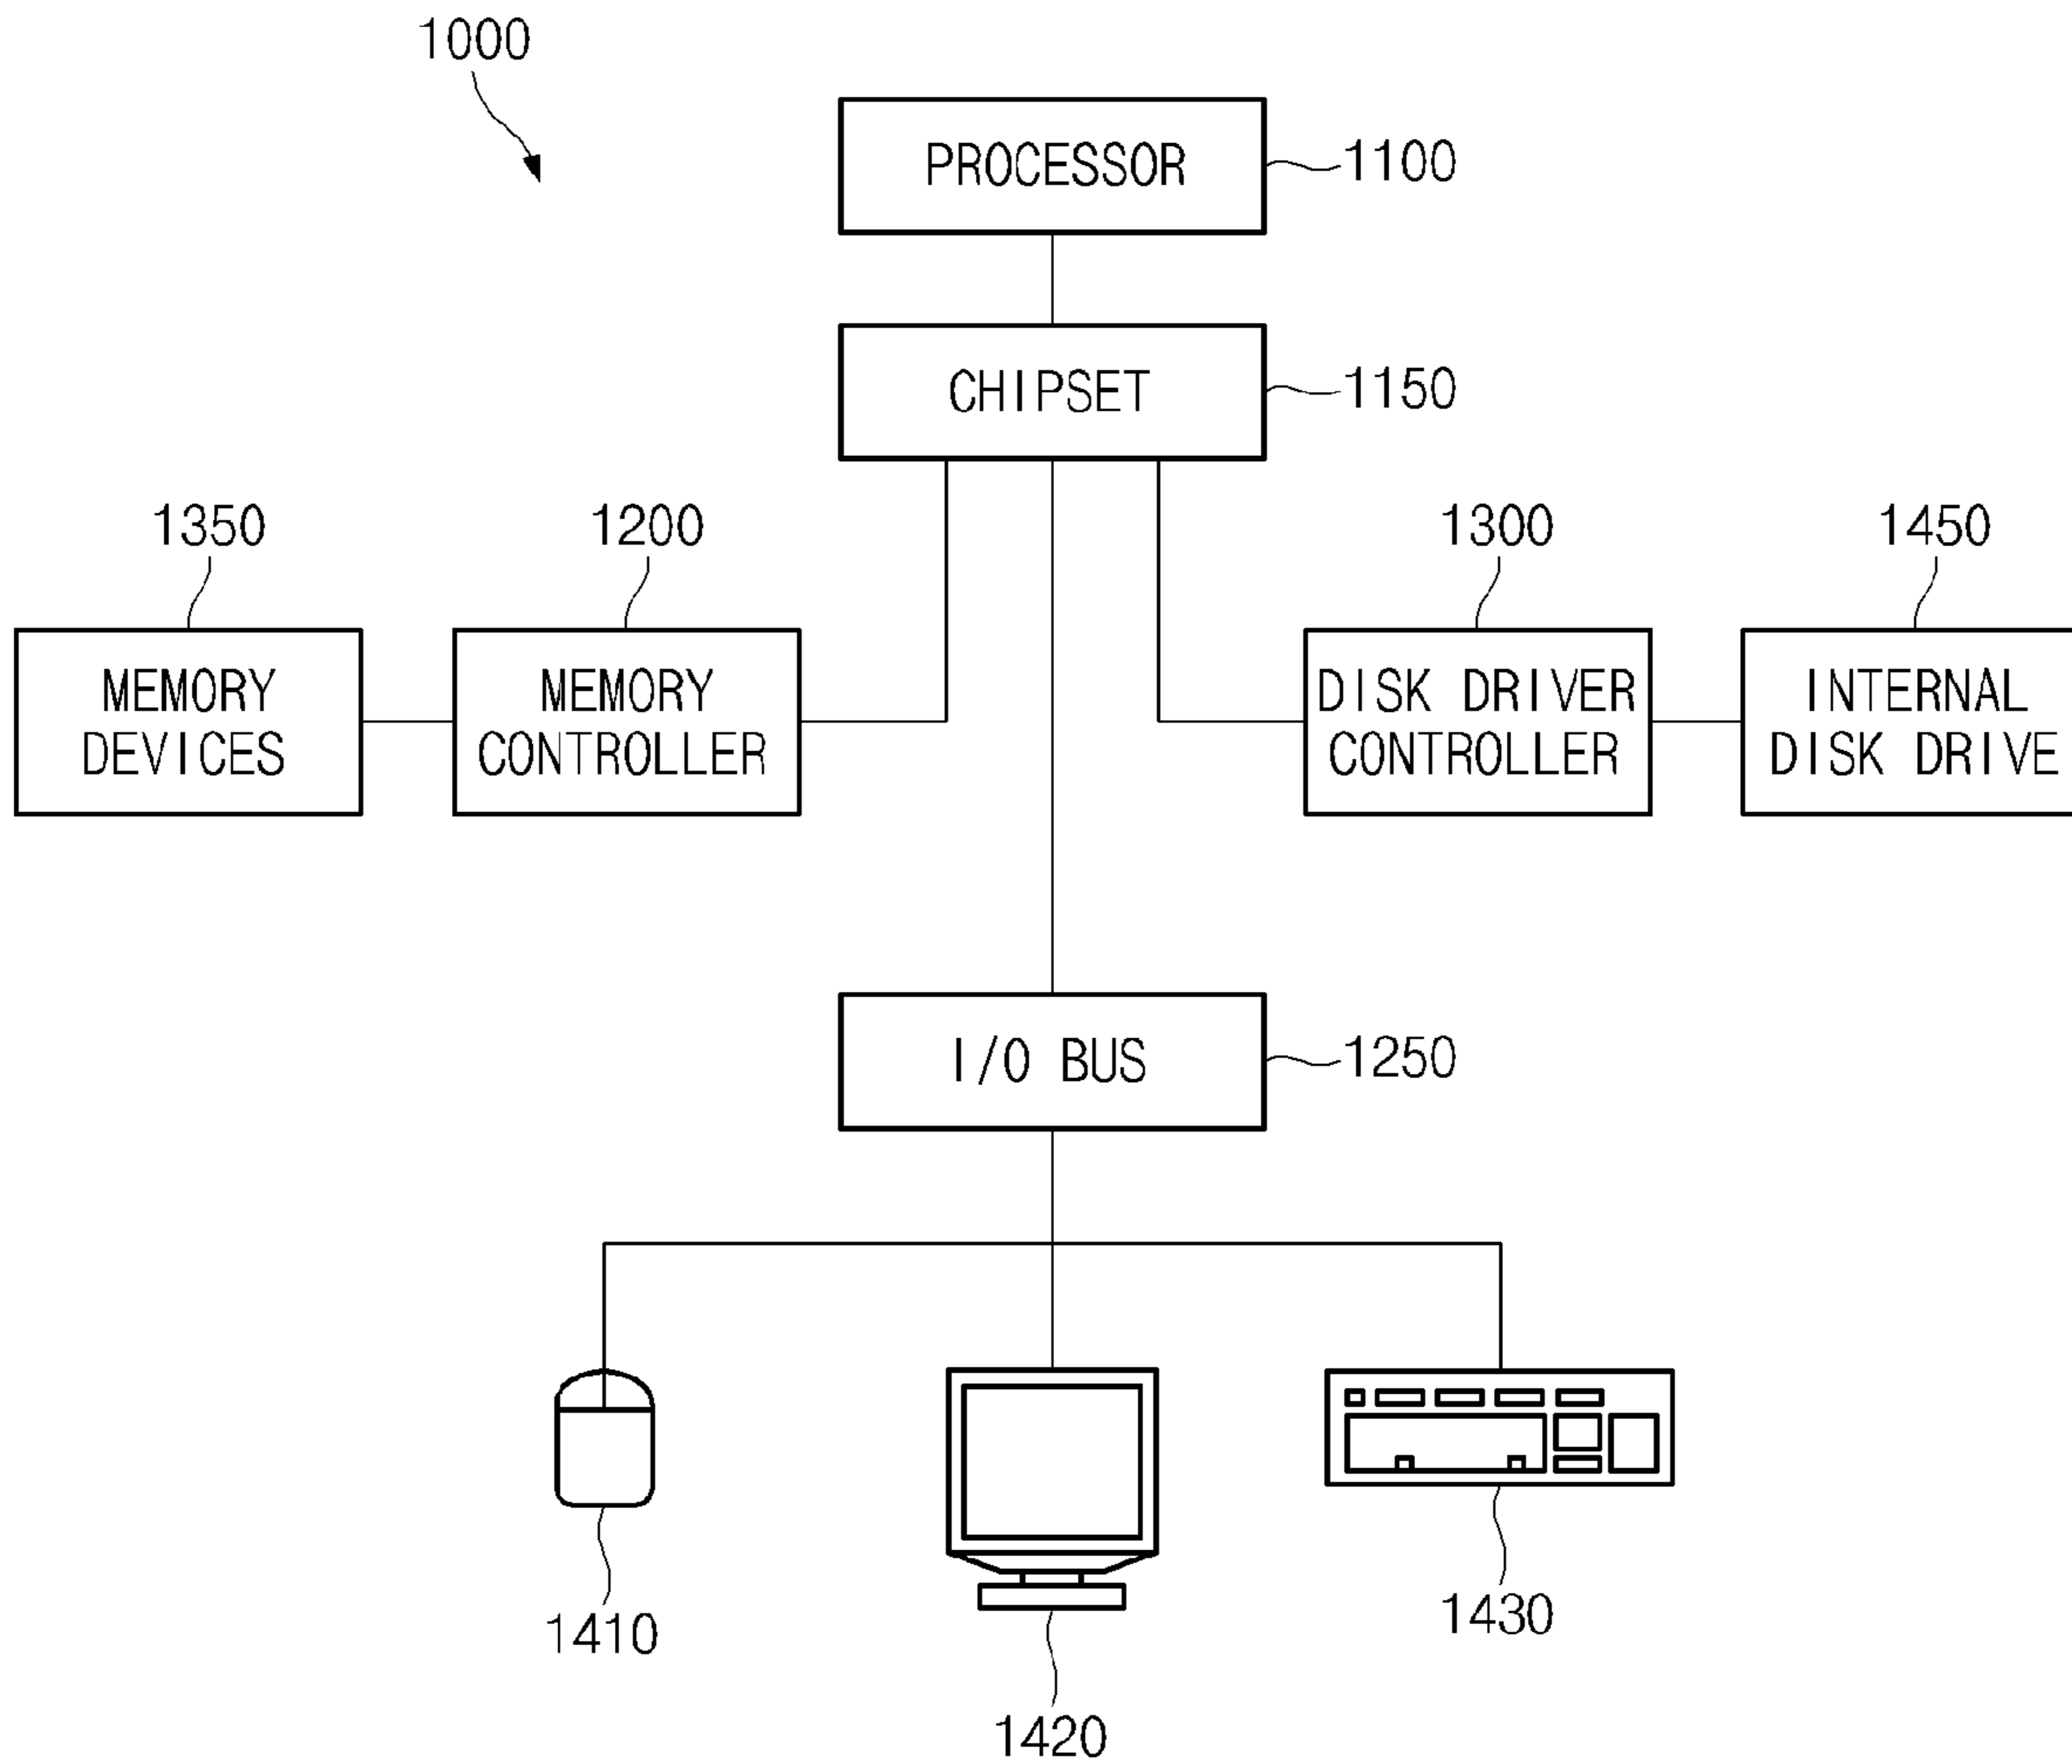 1000
PROCESSOR
1100
CHIPSET
1150
1350
1200
1300
1450
MEMORY
DEVICES
MEMORY
CONTROLLER
DISK DRIVER
CONTROLLER
INTERNAL
DISK DRIVE
I/O BUS
1250
1410
1420
1430